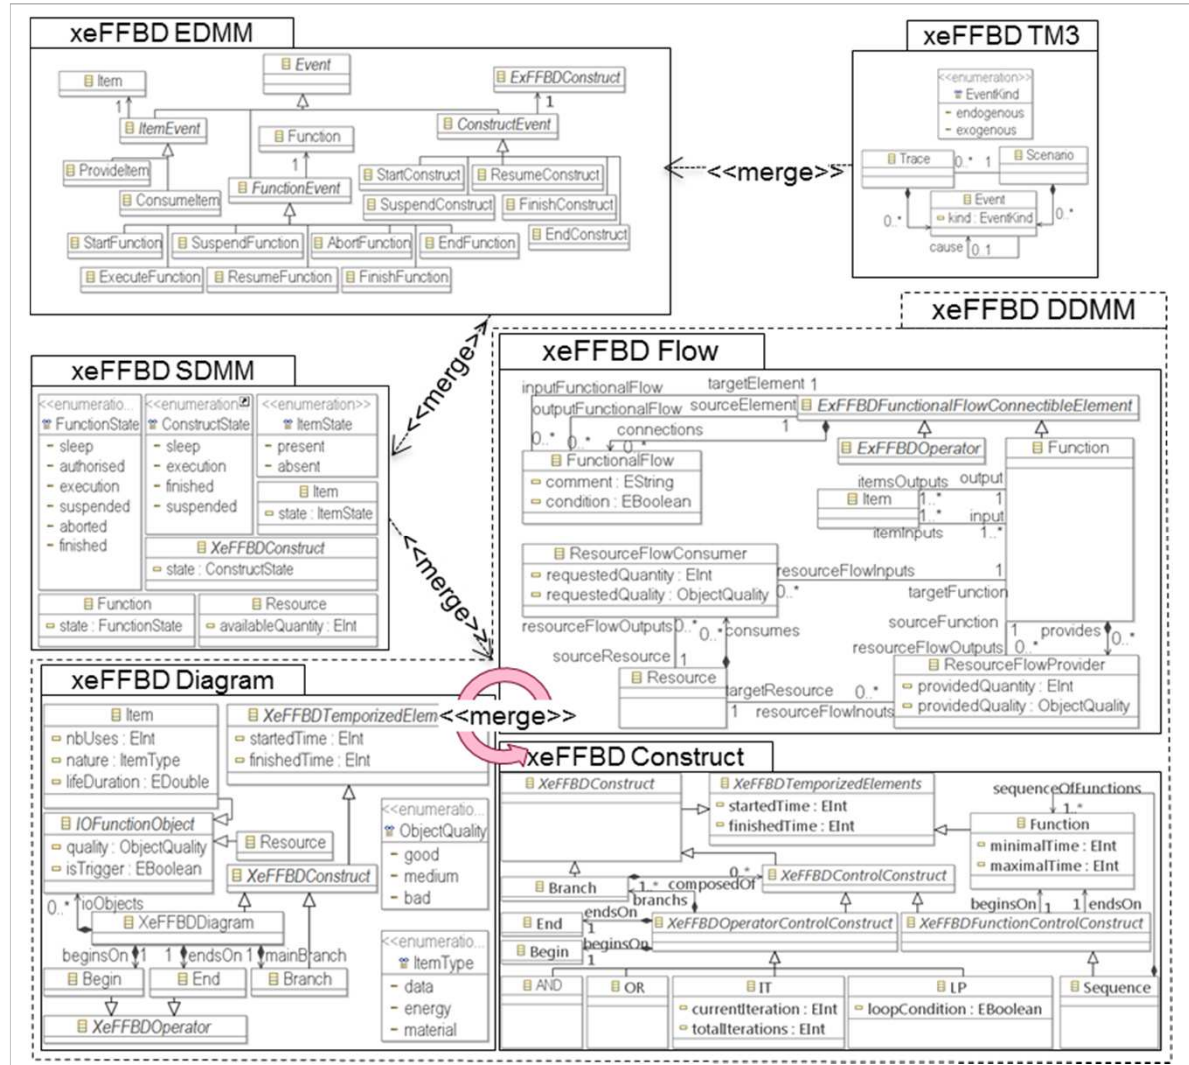 xeFFBD EDMM
Event
Item
ExFFBDConstruct
1
1
ItemEvent
Function
ConstructEvent
1
ProvideItem
StartConstruct
ResumeConstruct
FunctionEvent
ConsumeItem
SuspendConstruct
FinishConstruct
StartFunction
SuspendFunction
AbortFunction
EndFunction
EndConstruct
ExecuteFunction
ResumeFunction
FinishFunction
<<merge>>
xeFFBD TM3
<<enumeration>>
EventKind
endogenous
exogenous
Trace
0..*
1
Scenario
Event
kind : EventKind
0..*
0..*
cause
0..1
<<merge>>
<<merge>>
xeFFBD SDMM
<<enumeratio...
FunctionState
sleep
authorised
execution
suspended
aborted
finished
<<enumeration
ConstructState
sleep
execution
finished
suspended
<<enumeration>>
ItemState
present
absent
Item
state : ItemState
XeFFBDConstruct
state : ConstructState
Function
state : FunctionState
Resource
availableQuantity : EInt
xeFFBD DDMM
xeFFBD Flow
inputFunctionalFlow
targetElement 1
outputFunctionalFlow
sourceElement
1
ExFFBDFunctionalFlowConnectibleElement
0..*
0..*
connections
0..*
FunctionalFlow
comment : EString
condition : EBoolean
ExFFBDOperator
Function
itemsOutputs
output
Item
1..*
1
1..*
input
itemInputs
1..*
ResourceFlowConsumer
requestedQuantity : EInt
requestedQuality : ObjectQuality
resourceFlowInputs
1
0..*
targetFunction
resourceFlowOutputs
0..*
0..*
consumes
sourceFunction
1
provides
sourceResource
1
resourceFlowOutputs
0..*
0..*
Resource
ResourceFlowProvider
providedQuantity : EInt
providedQuality : ObjectQuality
targetResource
0..*
1
resourceFlowInouts
xeFFBD Diagram
<<merge>>
Item
nbUses : EInt
nature : ItemType
lifeDuration : EDouble
XeFFBDTemporizedElem
startedTime : EInt
finishedTime : EInt
IOFunctionObject
quality : ObjectQuality
isTrigger : EBoolean
Resource
<<enumeratio...
ObjectQuality
good
medium
bad
XeFFBDConstruct
0..*
ioObjects
XeFFBDDiagram
beginsOn
1
1
endsOn
1
mainBranch
Begin
End
Branch
XeFFBDOperator
<<enumeratio...
ItemType
data
energy
material
xeFFBD Construct
XeFFBDConstruct
XeFFBDTemporizedElements
startedTime : EInt
finishedTime : EInt
sequenceOfFunctions
1..*
Function
minimalTime : EInt
maximalTime : EInt
Branch
0..*
composedOf
1..*
branchs
XeFFBDControlConstruct
End
endsOn
1
XeFFBDOperatorControlConstruct
beginsOn
1
1
endsOn
XeFFBDFunctionControlConstruct
Begin
beginsOn
1
AND
OR
IT
currentIteration : EInt
totalIterations : EInt
LP
loopCondition : EBoolean
Sequence